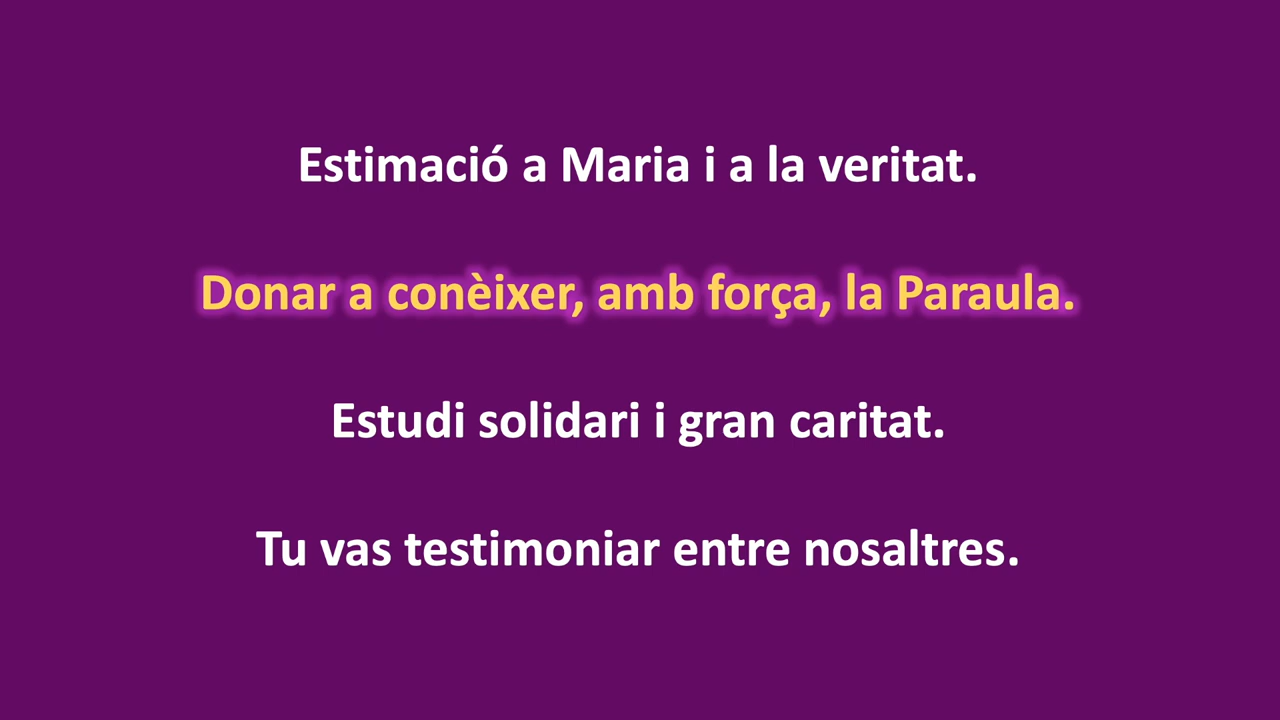 Estimació a Maria i a la veritat.
Donar a conèixer, amb força, la Paraula.
Estudi solidari i gran caritat.
Tu vas testimoniar entre nosaltres.